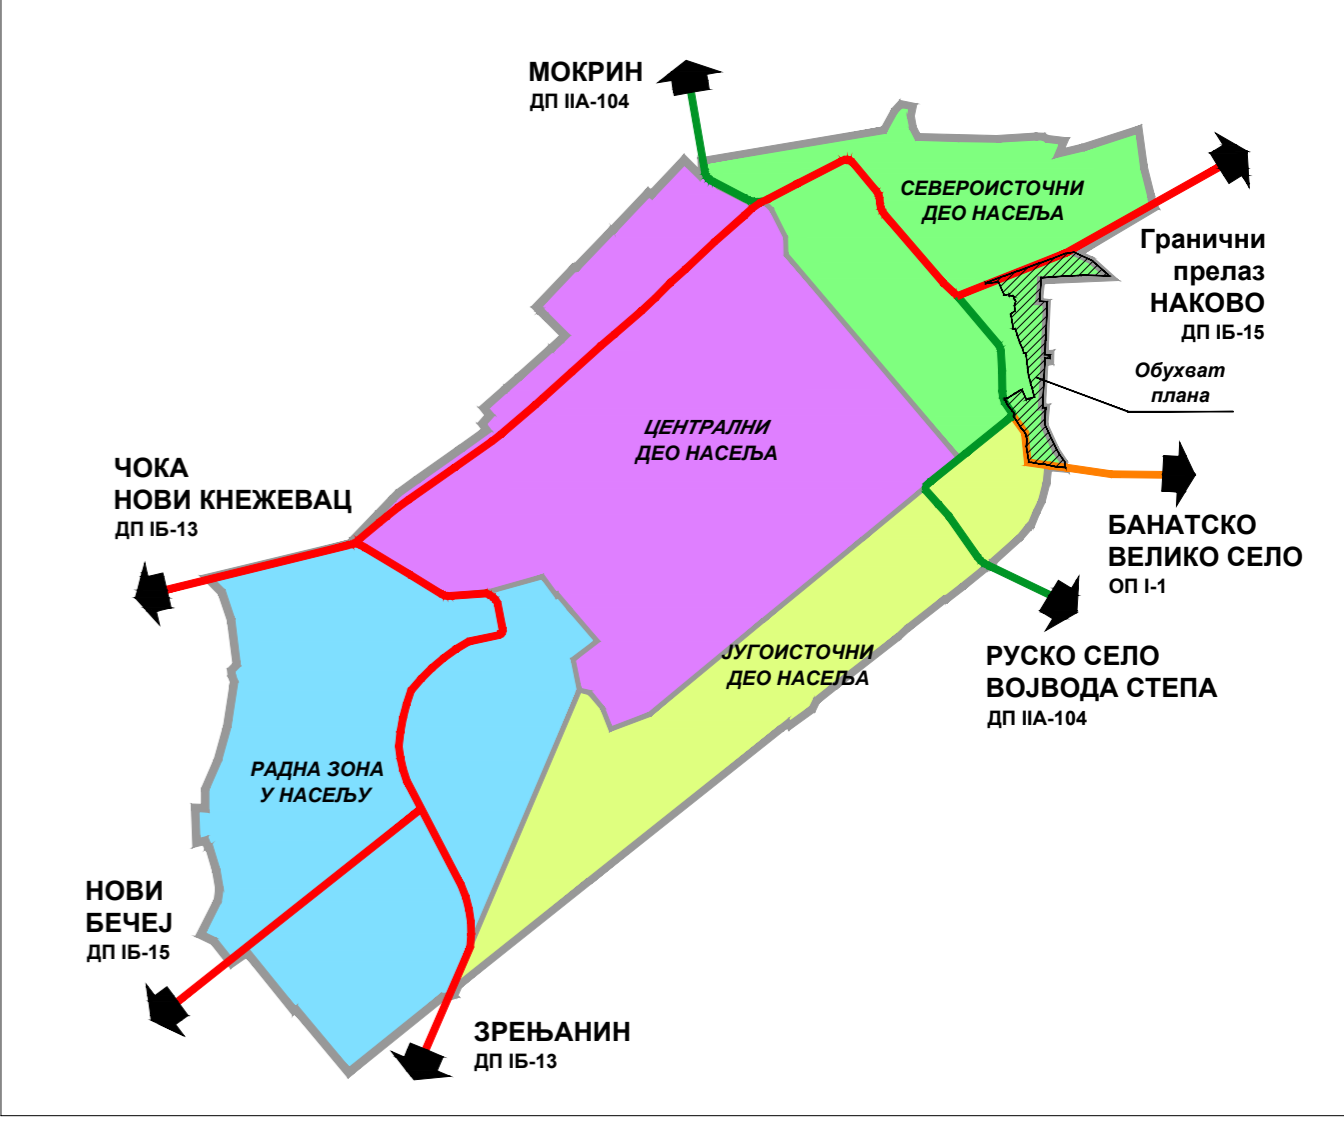 МОКРИН
ДП IIА-104
СЕВЕРОИСТОЧНИ
ДЕО НАСЕЉА
Гранични
прелаз
НАКОВО
ДП IБ-15
Обухват
плана
ЦЕНТРАЛНИ
ДЕО НАСЕЉА
ЧОКА
НОВИ КНЕЖЕВАЦ
ДП IБ-13
БАНАТСКО
ВЕЛИКО СЕЛО
ОП I-1
ЈУГОИСТОЧНИ
ДЕО НАСЕЉА
РУСКО СЕЛО
ВОЈВОДА СТЕПА
ДП IIА-104
РАДНА ЗОНА
У НАСЕЉУ
НОВИ
БЕЧЕЈ
ДП IБ-15
ЗРЕЊАНИН
ДП IБ-13